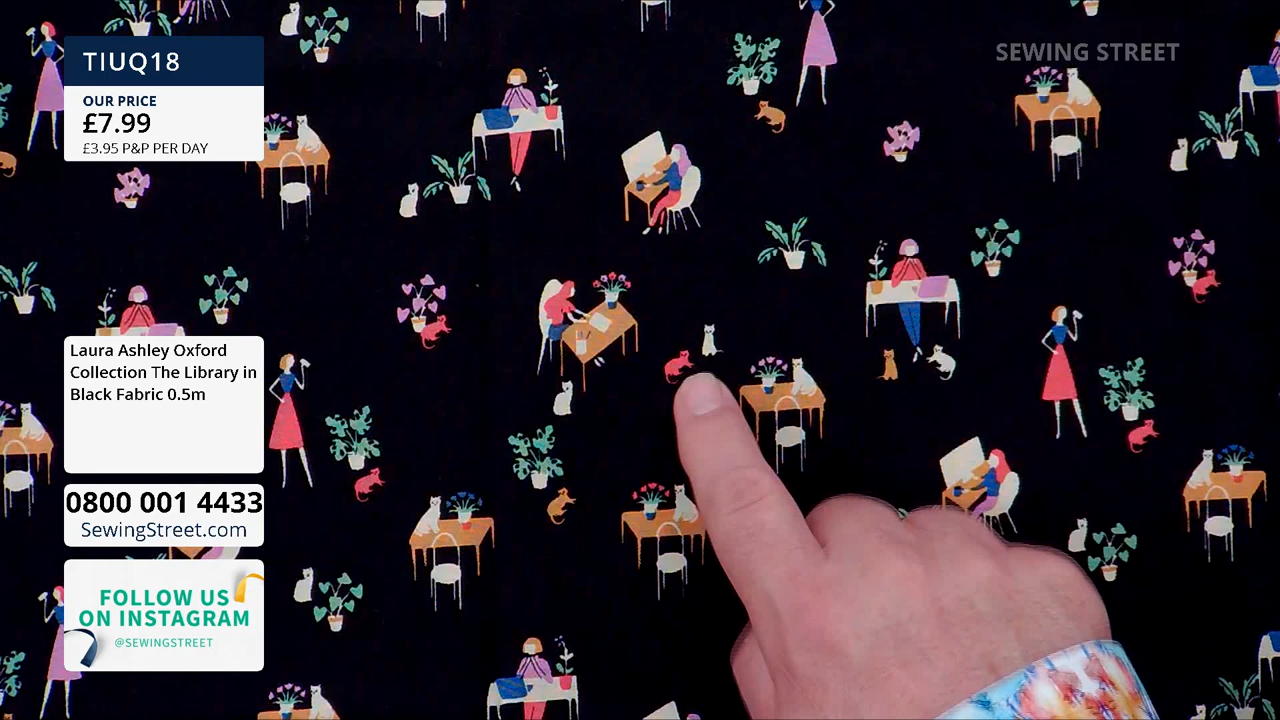 TIUQ18
OUR PRICE
£7.99
£3.95 P&P PER DAY
SEWING STREET
Laura Ashley Oxford
Collection The Library in
Black Fabric 0.5m
0800 001 4433
SewingStreet.com
FOLLOW US
ON INSTAGRAM
@SEWINGSTREET